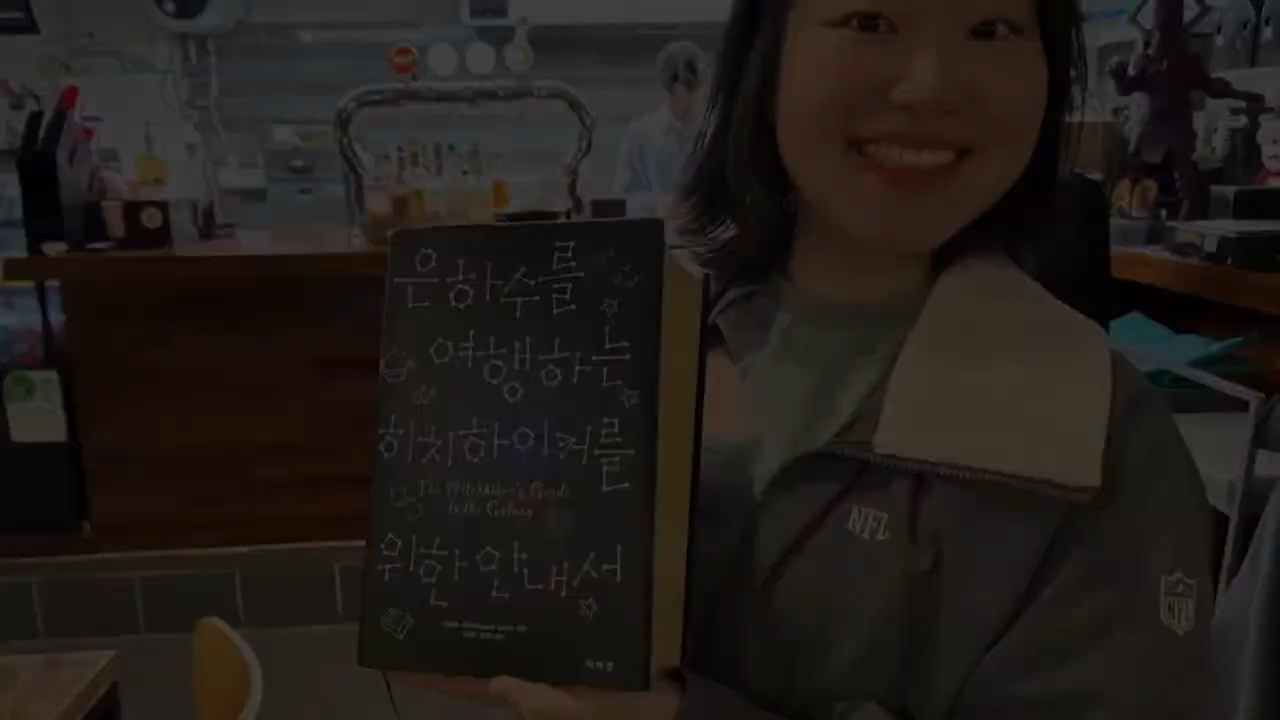 은하수를
여행하는
히치하이커를
The Hitchhiker's Guide
to the Galaxy
위한 안내서
NFL
NFL